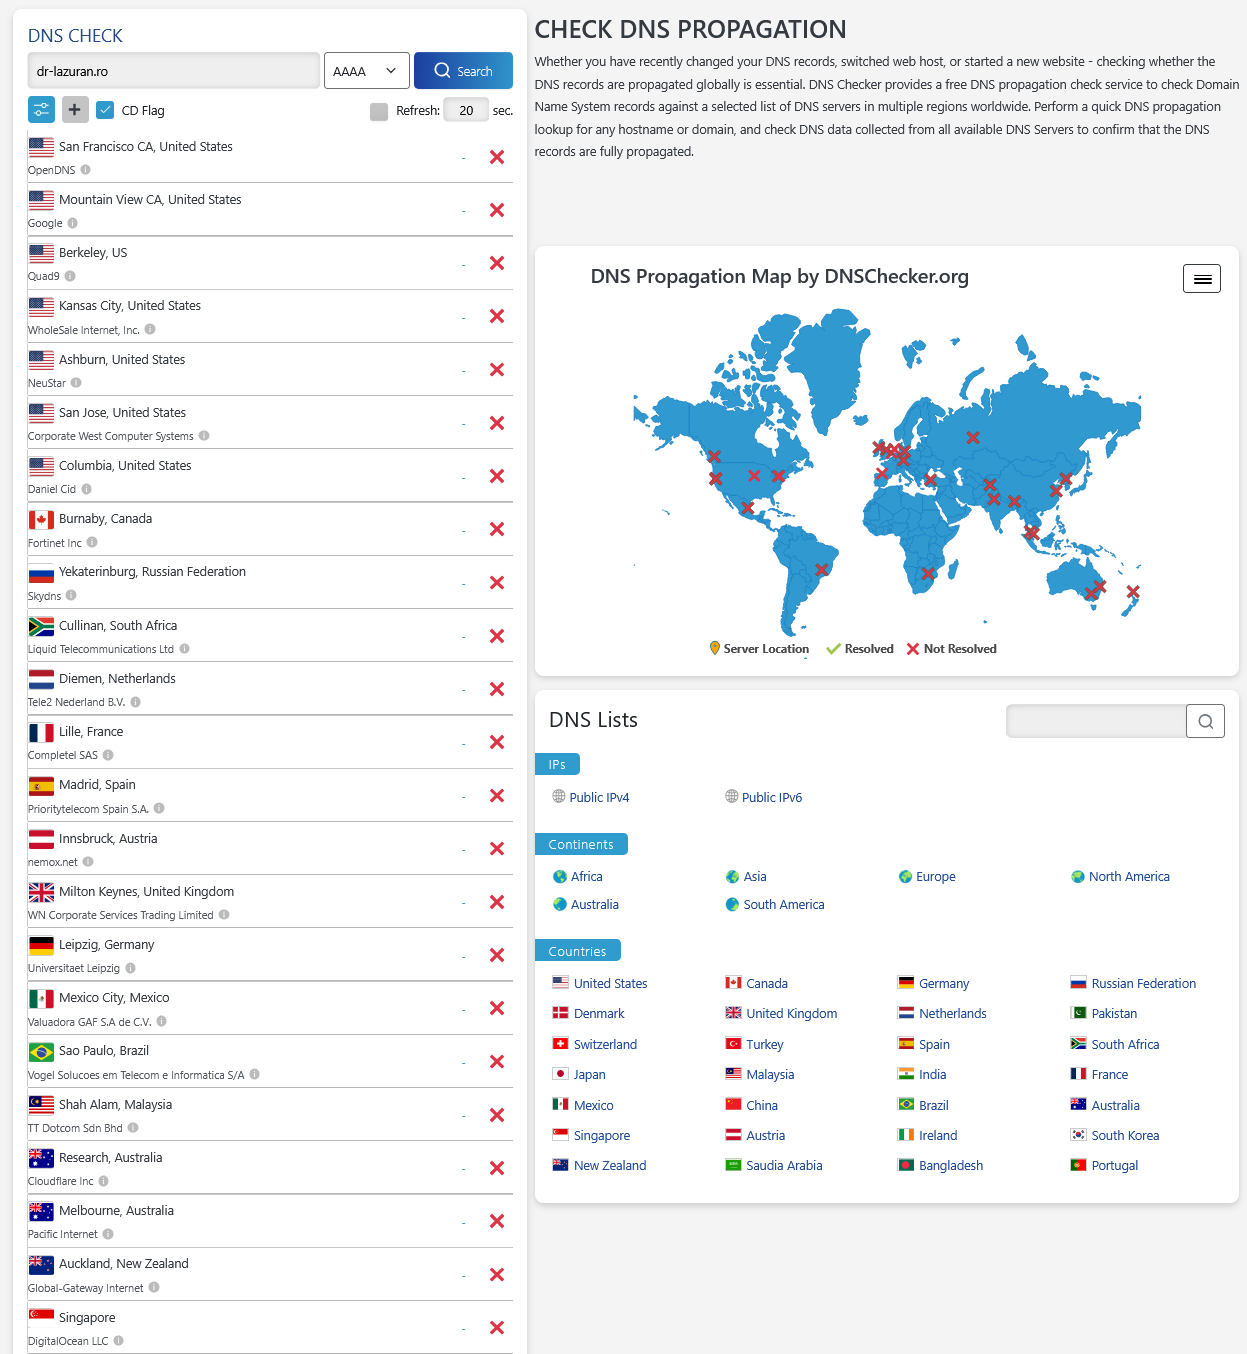 DNS CHECK
dr-lazuran.ro
AAAA
Search
CD Flag
Refresh: 20 sec.
San Francisco CA, United States
-
OpenDNS
Mountain View CA, United States
-
Google
Berkeley, US
-
Quad9
Kansas City, United States
-
WholeSale Internet, Inc.
Ashburn, United States
-
NeuStar
San Jose, United States
-
Corporate West Computer Systems
Columbia, United States
-
Daniel Cid
Burnaby, Canada
-
Fortinet Inc
Yekaterinburg, Russian Federation
-
Skydns
Cullinan, South Africa
-
Liquid Telecommunications Ltd
Diemen, Netherlands
-
Tele2 Nederland B.V.
Lille, France
-
Completel SAS
Madrid, Spain
-
Prioritytelecom Spain S.A.
Innsbruck, Austria
-
nemox.net
Milton Keynes, United Kingdom
-
WN Corporate Services Trading Limited
Leipzig, Germany
-
Universitaet Leipzig
Mexico City, Mexico
-
Valuadora GAF S.A de C.V.
Sao Paulo, Brazil
-
Vogel Solucoes em Telecom e Informatica S/A
Shah Alam, Malaysia
-
TT Dotcom Sdn Bhd
Research, Australia
-
Cloudflare Inc
Melbourne, Australia
-
Pacific Internet
Auckland, New Zealand
-
Global-Gateway Internet
Singapore
-
DigitalOcean LLC
CHECK DNS PROPAGATION
Whether you have recently changed your DNS records, switched web host, or started a new website - checking whether the
DNS records are propagated globally is essential. DNS Checker provides a free DNS propagation check service to check Domain
Name System records against a selected list of DNS servers in multiple regions worldwide. Perform a quick DNS propagation
lookup for any hostname or domain, and check DNS data collected from all available DNS Servers to confirm that the DNS
records are fully propagated.
DNS Propagation Map by DNSChecker.org
Server Location Resolved Not Resolved
DNS Lists
IPs
Public IPv4 Public IPv6
Continents
Africa Asia Europe North America
Australia South America
Countries
United States Canada Germany Russian Federation
Denmark United Kingdom Netherlands Pakistan
Switzerland Turkey Spain South Africa
Japan Malaysia India France
Mexico China Brazil Australia
Singapore Austria Ireland South Korea
New Zealand Saudia Arabia Bangladesh Portugal